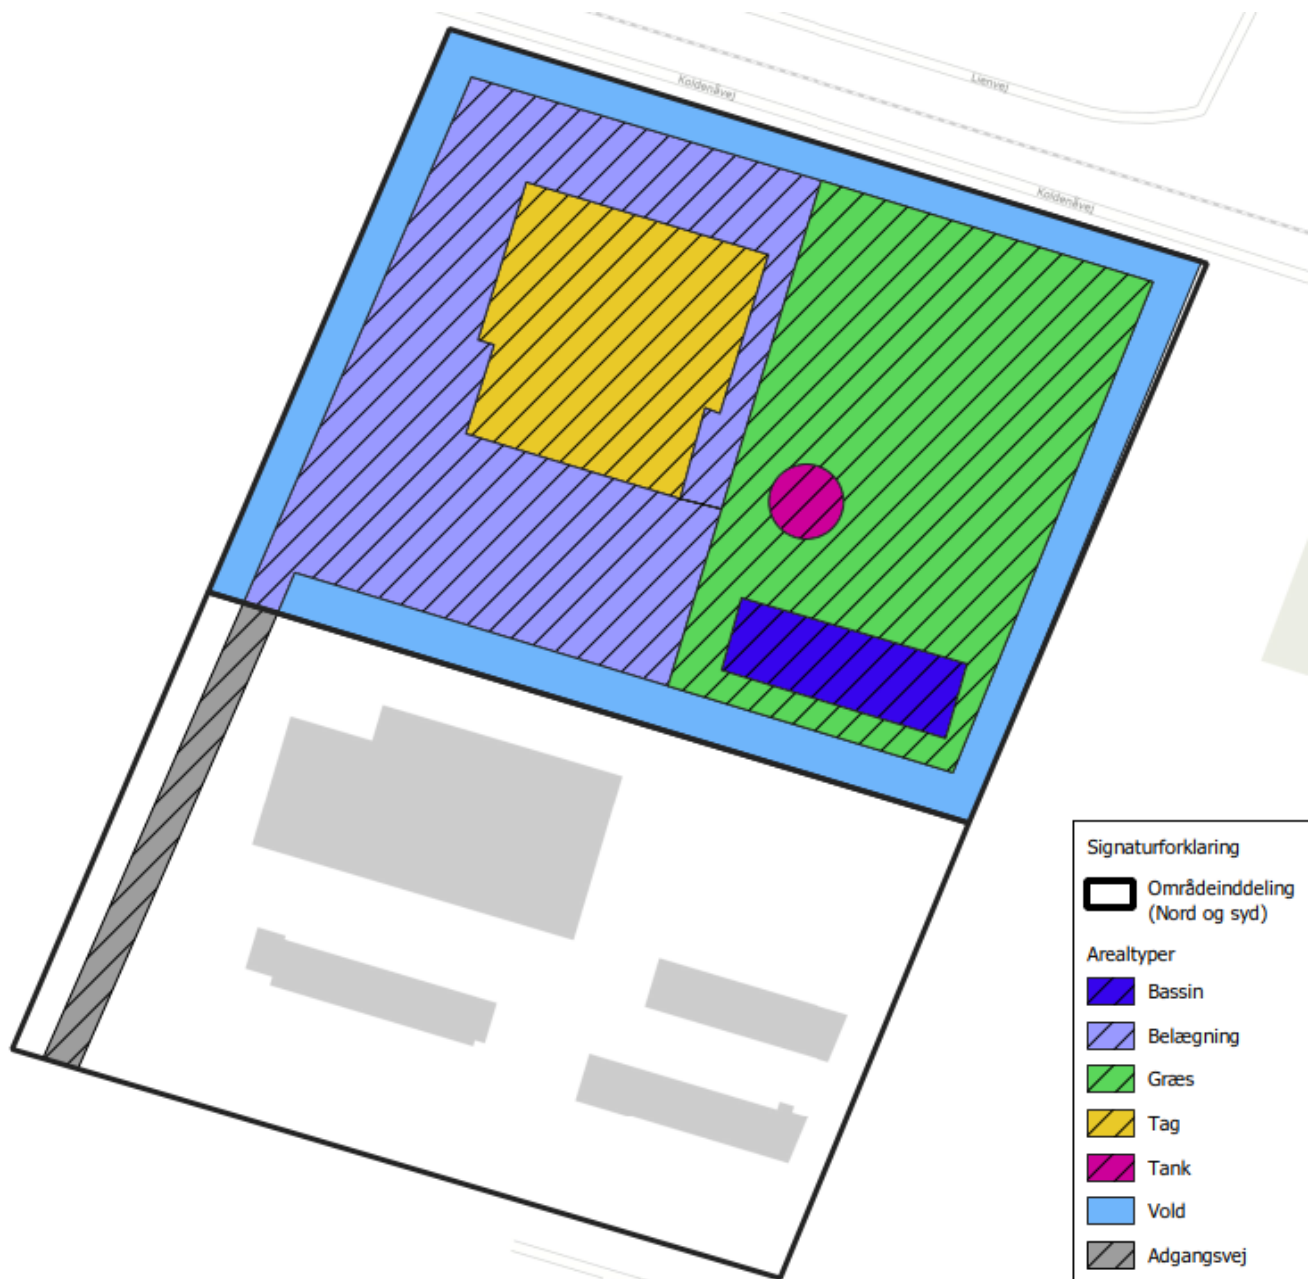 Lienvej
Koldenåvej
Koldenåvej
Signaturforklaring
Områdeinddeling
(Nord og syd)
Arealtyper
Bassin
Belægning
Græs
Tag
Tank
Vold
Adgangsvej